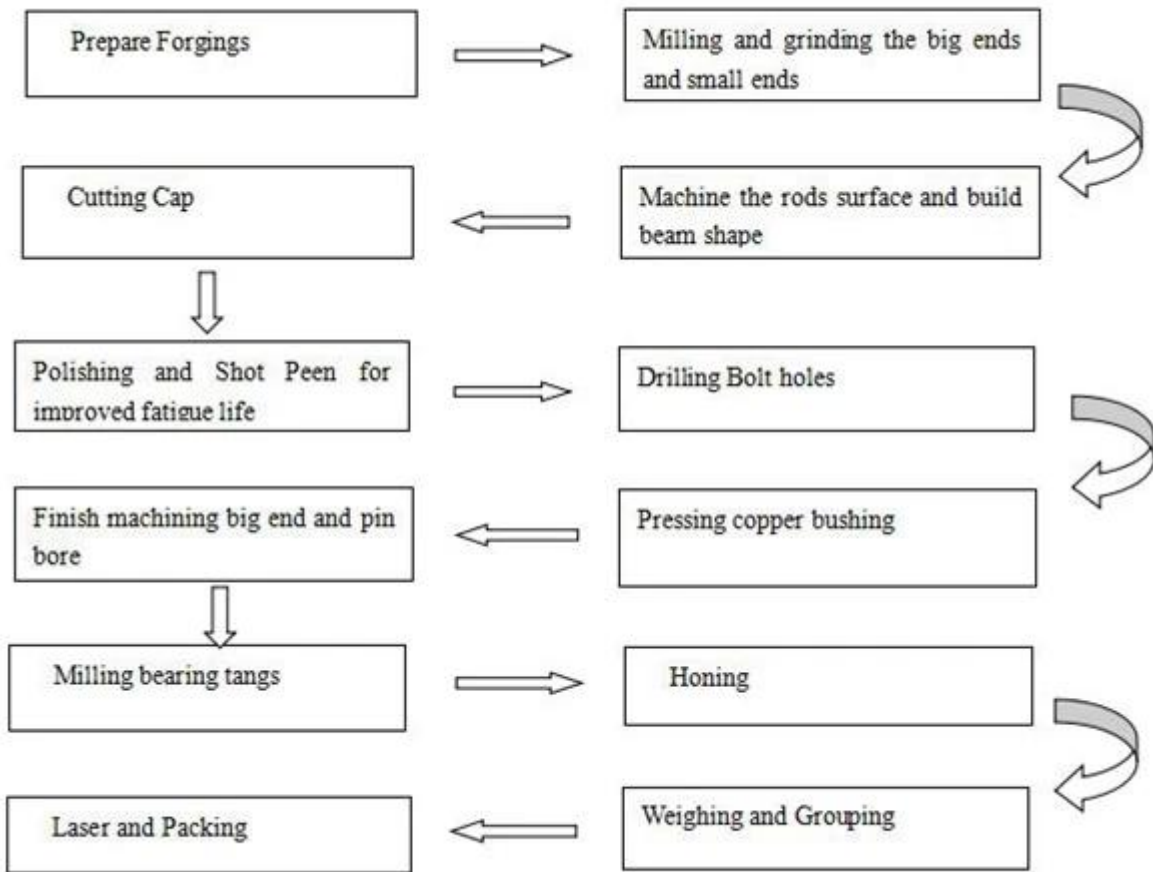 Prepare Forgings
Milling and grinding the big ends
and small ends
Machine the rods surface and build
beam shape
Cutting Cap
Polishing and Shot Peen for
improved fatigue life
Drilling Bolt holes
Pressing copper bushing
Finish machining big end and pin
bore
Milling bearing tangs
Honing
Weighing and Grouping
Laser and Packing